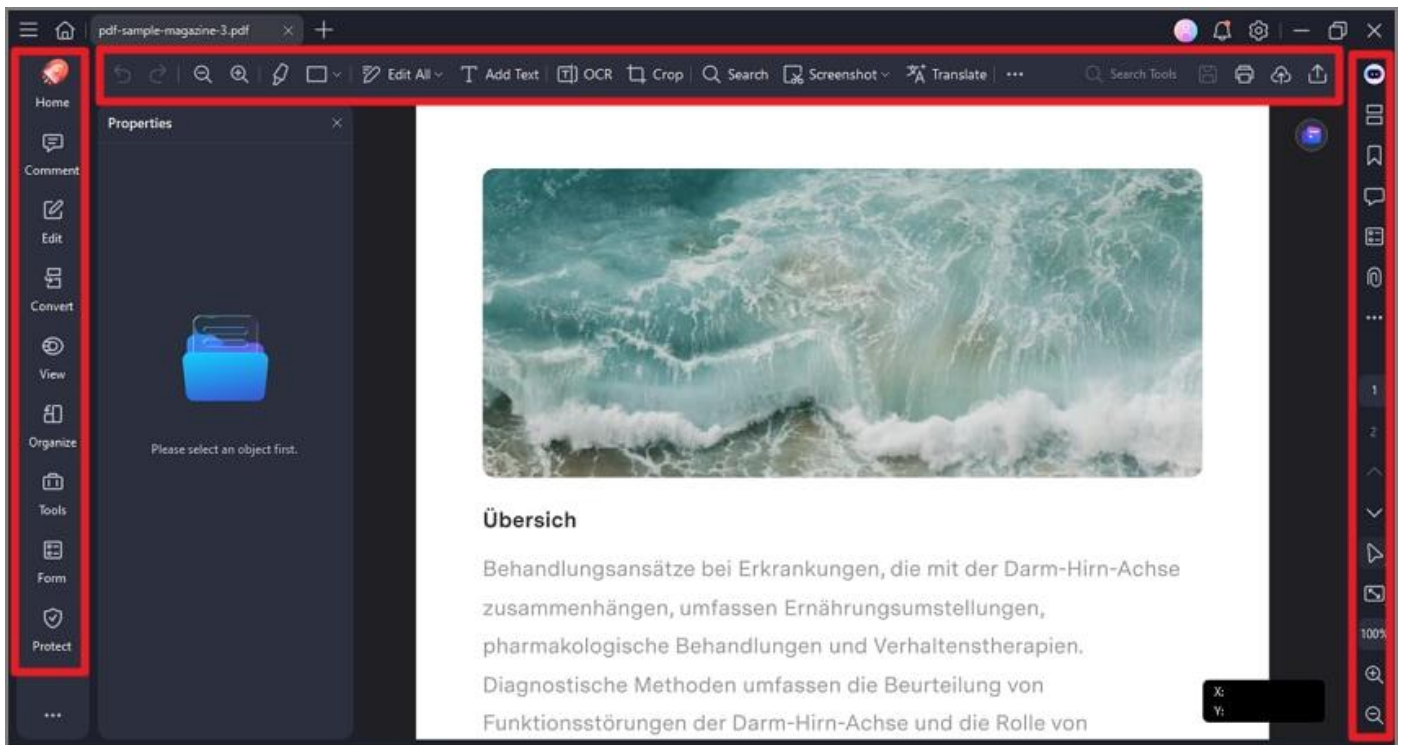 pdf-sample-magazine-3.pdf
Home
Comment
Edit
Convert
View
Organize
Tools
Form
Protect
Edit All
Add Text
OCR
Crop
Search
Screenshot
Translate
Search Tools
Properties
Please select an object first.
Übersich
Behandlungsansätze bei Erkrankungen, die mit der Darm-Hirn-Achse
zusammenhängen, umfassen Ernährungsumstellungen,
pharmakologische Behandlungen und Verhaltenstherapien.
Diagnostische Methoden umfassen die Beurteilung von
Funktionsstörungen der Darm-Hirn-Achse und die Rolle von
X:
Y:
1
2
100%